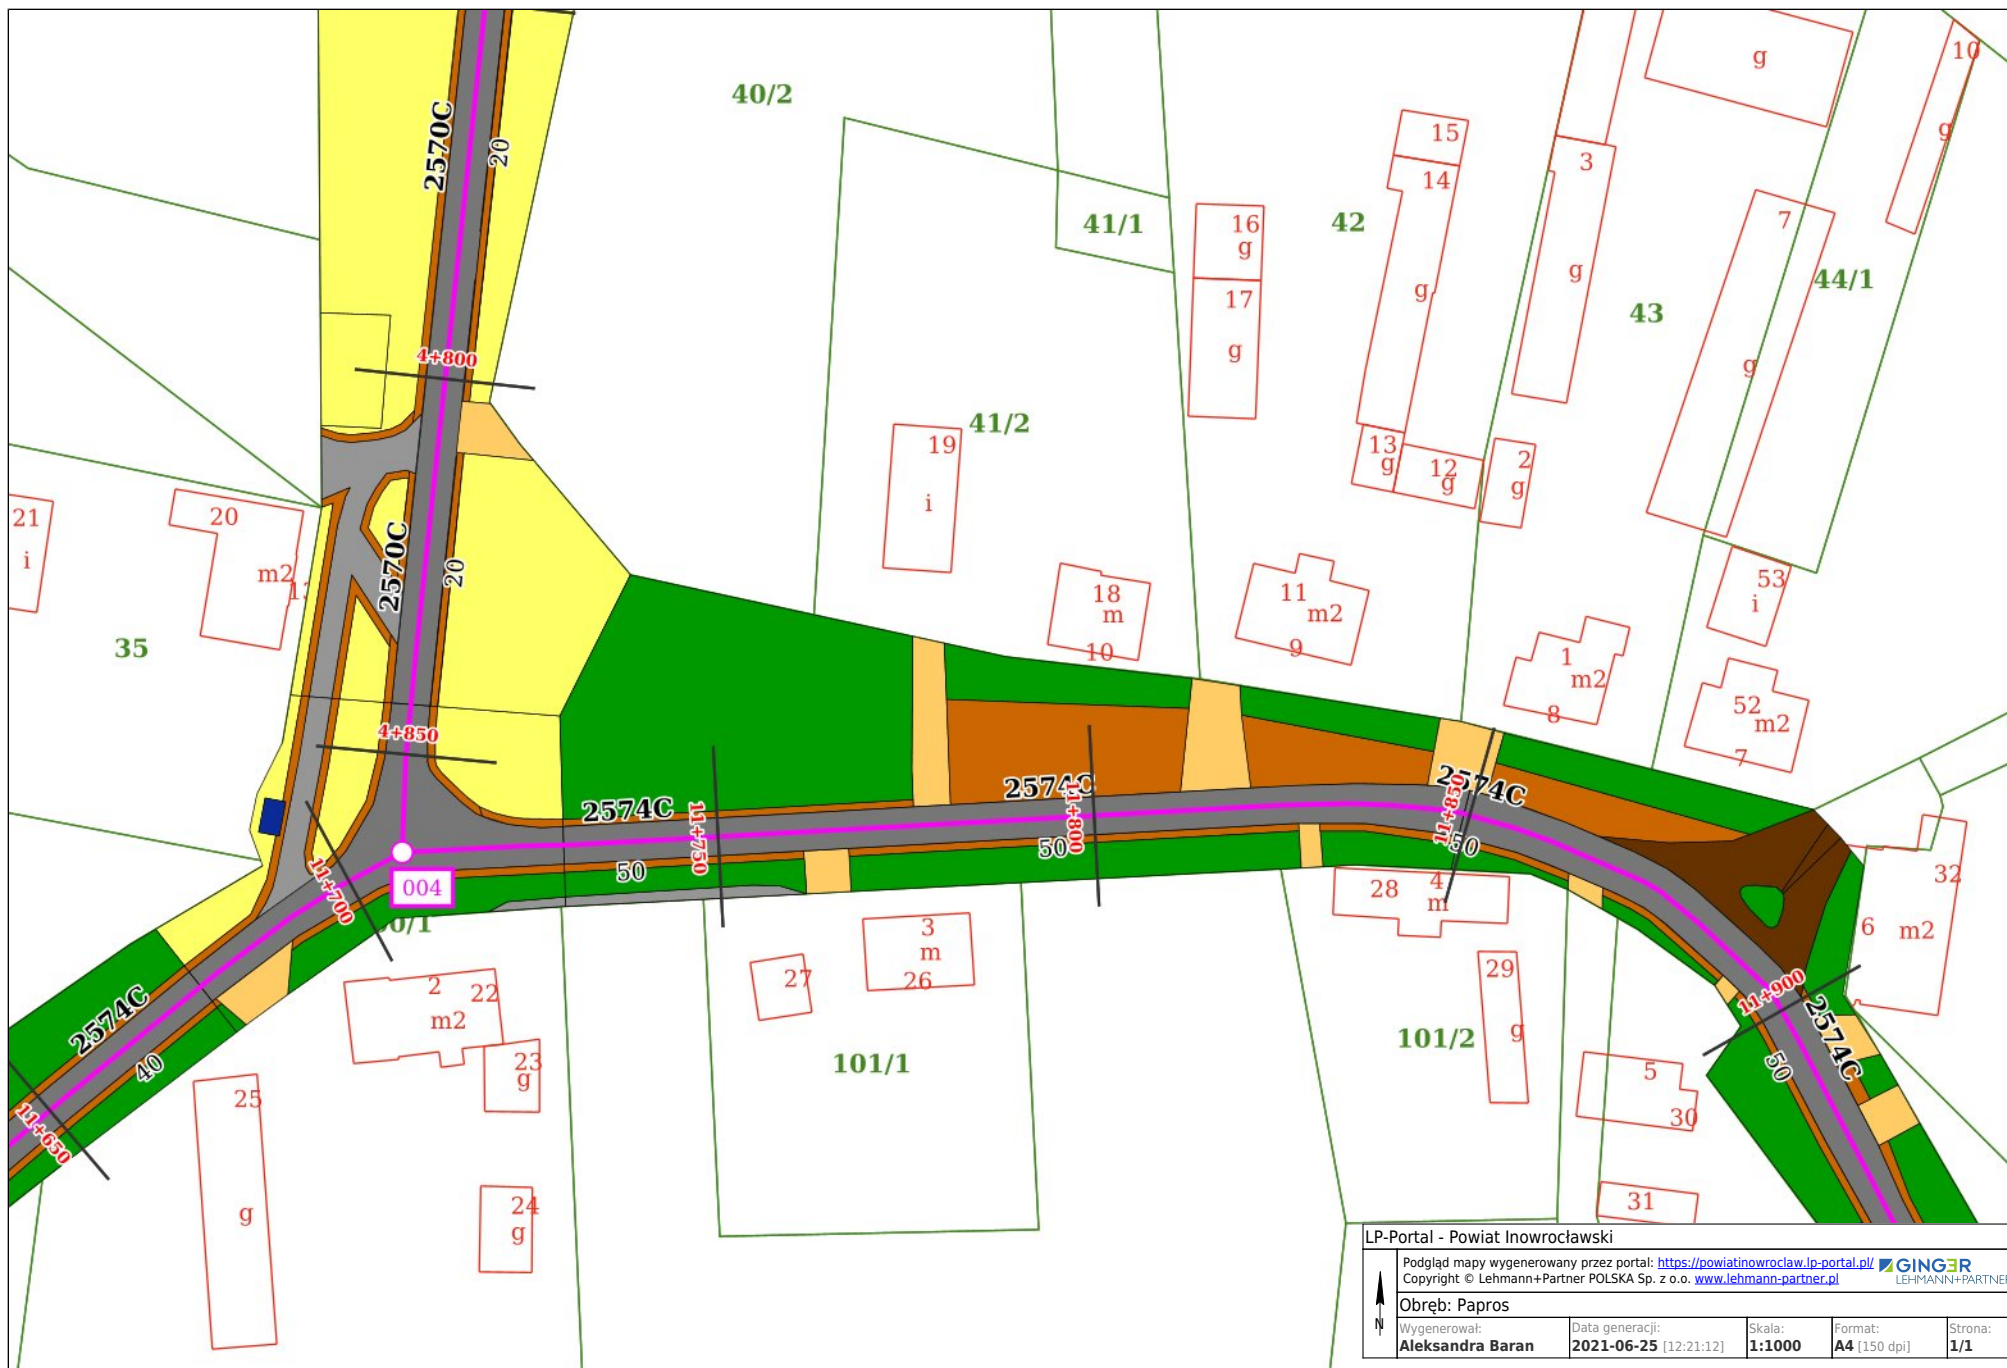 g
10
40/2
2570C
20
15
g
3
14
41/1
16
42
7
g
g
44/1
17
g
43
4+800
g
g
41/2
19
13
g
12
g
2
g
i
21
20
2570C
i
m2
20
53
i
18
m
11
m2
10
9
35
1
m2
8
52
m2
7
4+850
2574C
2574C
2574C
11+750
11+800
11+850
50
50
50
004
11+700
28
4
m
32
6
m2
3
m
26
27
29
g
2
22
m2
11+900
2574C
50
2574C
40
23
g
101/1
101/2
5
30
25
11+650
g
24
g
31
LP-Portal - Powiat Inowrocławski
Podgląd mapy wygenerowany przez portal: https://powiatinowroclaw.lp-portal.pl/
Copyright © Lehmann+Partner POLSKA Sp. z o.o. www.lehmann-partner.pl
GINGER
LEHMANN+PARTNER
N
Obręb: Papros
Wygenerował:
Aleksandra Baran
Data generacji:
2021-06-25 [12:21:12]
Skala:
1:1000
Format:
A4 [150 dpi]
Strona:
1/1